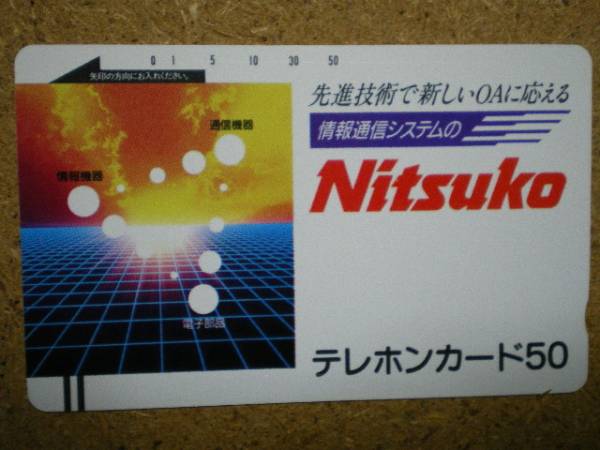 0 1 5 10 30 50
矢印の方向にお入れください。
先進技術で新しいOAに応える
情報通信システムの
Nitsuko
通信機器
情報機器
電子部品
テレホンカード50